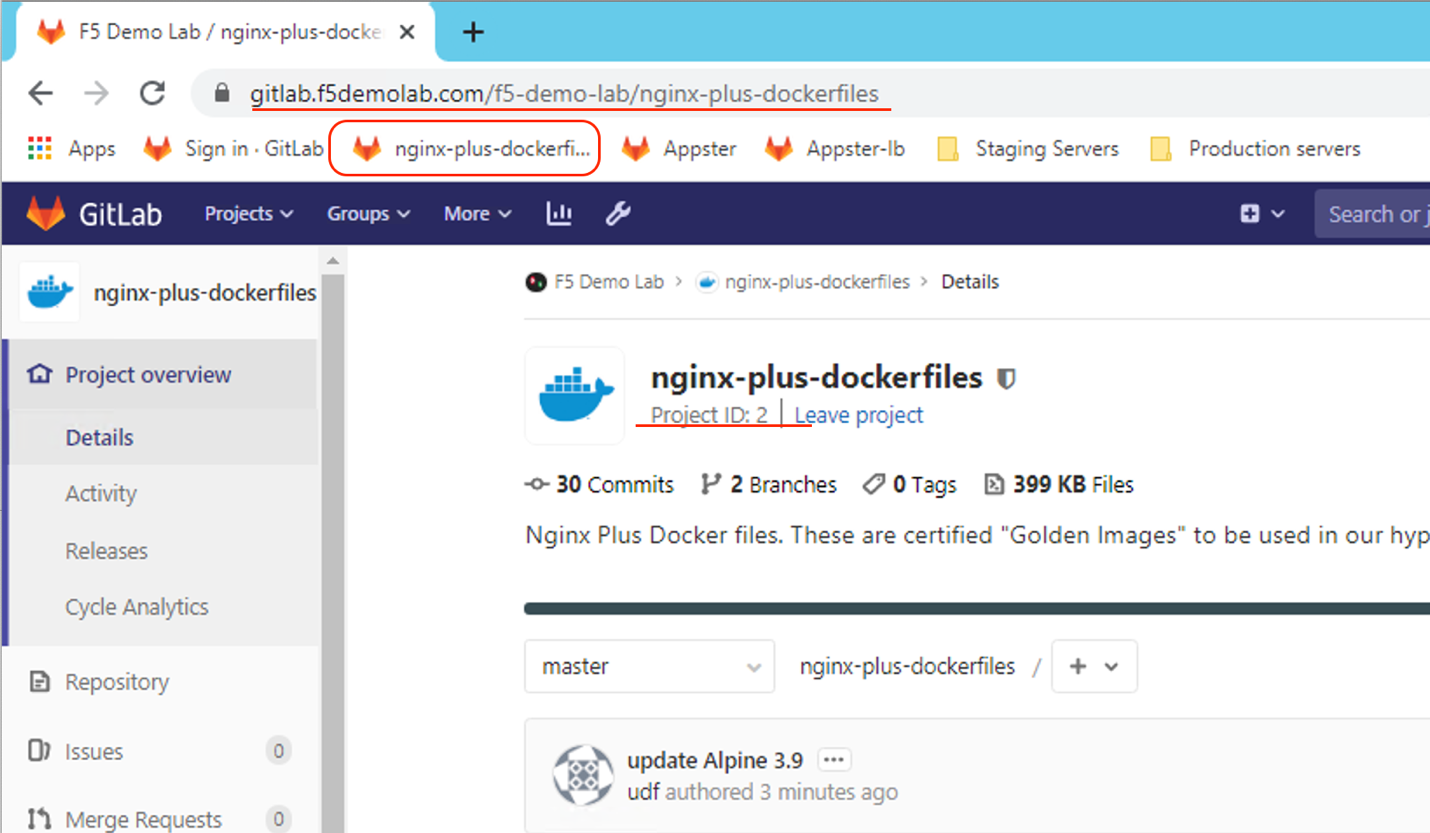 F5 Demo Lab / nginx-plus-docke
gitlab.f5demolab.com/f5-demo-lab/nginx-plus-dockerfiles
Apps Sign in · GitLab nginx-plus-dockerfi... Appster Appster-lb Staging Servers Production servers
GitLab Projects Groups More Search or j
nginx-plus-dockerfiles
Project overview
Details
Activity
Releases
Cycle Analytics
Repository
Issues 0
Merge Requests 0
F5 Demo Lab > nginx-plus-dockerfiles > Details
nginx-plus-dockerfiles
Project ID: 2 | Leave project
30 Commits 2 Branches 0 Tags 399 KB Files
Nginx Plus Docker files. These are certified "Golden Images" to be used in our hyp
master nginx-plus-dockerfiles / +
update Alpine 3.9 ...
udf authored 3 minutes ago